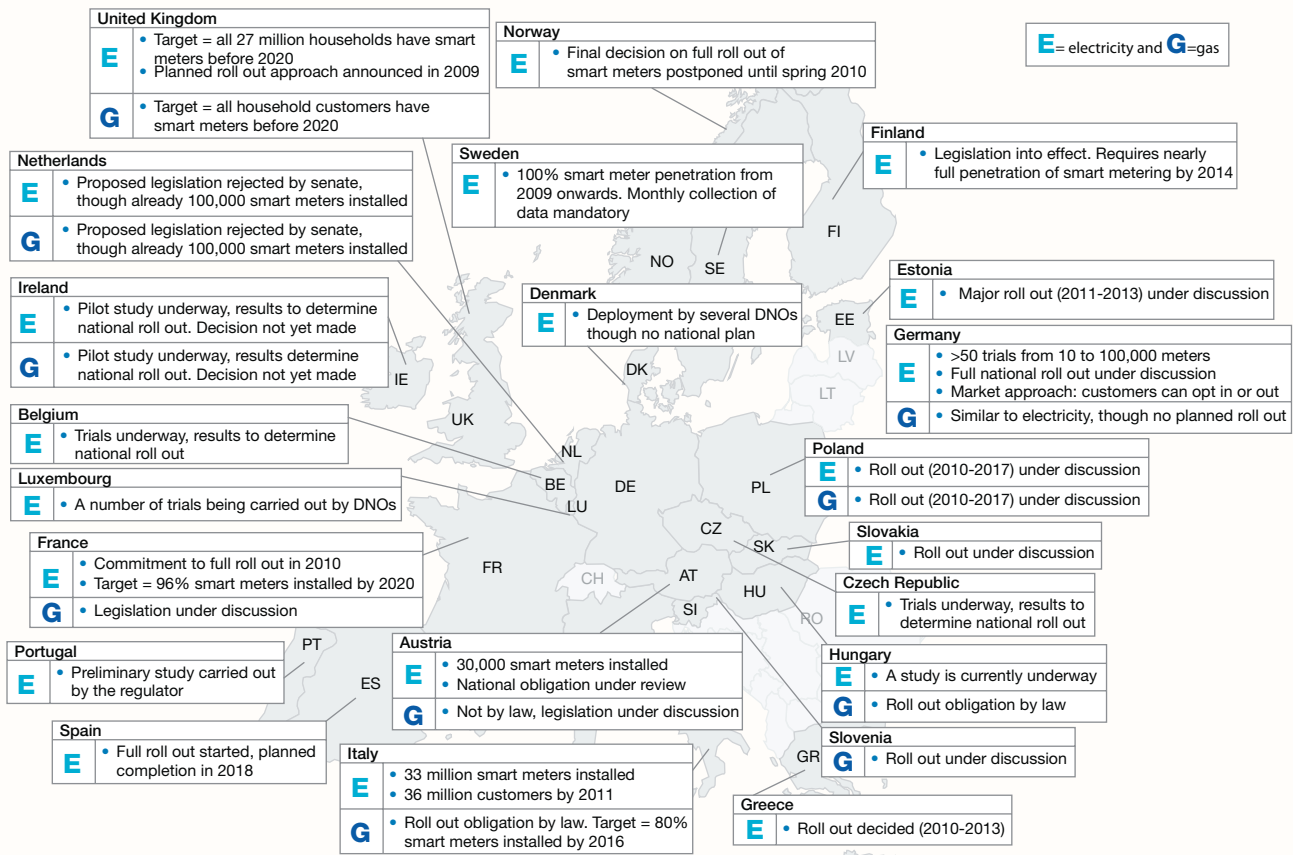 United Kingdom
E
• Target = all 27 million households have smart
meters before 2020
• Planned roll out approach announced in 2009
G
• Target = all household customers have
smart meters before 2020
Norway
E
• Final decision on full roll out of
smart meters postponed until spring 2010
E= electricity and G=gas
Netherlands
E
• Proposed legislation rejected by senate,
though already 100,000 smart meters installed
G
• Proposed legislation rejected by senate,
though already 100,000 smart meters installed
Sweden
E
• 100% smart meter penetration from
2009 onwards. Monthly collection of
data mandatory
Finland
E
• Legislation into effect. Requires nearly
full penetration of smart metering by 2014
Ireland
E
• Pilot study underway, results to determine
national roll out. Decision not yet made
G
• Pilot study underway, results determine
national roll out. Decision not yet made
Denmark
E
• Deployment by several DNOs
though no national plan
Estonia
E
• Major roll out (2011-2013) under discussion
Germany
E
• >50 trials from 10 to 100,000 meters
• Full national roll out under discussion
• Market approach: customers can opt in or out
G
• Similar to electricity, though no planned roll out
Belgium
E
• Trials underway, results to determine
national roll out
Luxembourg
E
• A number of trials being carried out by DNOs
Poland
E
• Roll out (2010-2017) under discussion
G
• Roll out (2010-2017) under discussion
France
E
• Commitment to full roll out in 2010
• Target = 96% smart meters installed by 2020
G
• Legislation under discussion
Slovakia
E
• Roll out under discussion
Czech Republic
E
• Trials underway, results to
determine national roll out
Portugal
E
• Preliminary study carried out
by the regulator
Austria
E
• 30,000 smart meters installed
• National obligation under review
G
• Not by law, legislation under discussion
Hungary
E
• A study is currently underway
G
• Roll out obligation by law
Spain
E
• Full roll out started, planned
completion in 2018
Italy
E
• 33 million smart meters installed
• 36 million customers by 2011
G
• Roll out obligation by law. Target = 80%
smart meters installed by 2016
Slovenia
G
• Roll out under discussion
Greece
E
• Roll out decided (2010-2013)
FI
NO
SE
EE
LV
LT
DK
IE
UK
NL
BE
LU
DE
PL
CZ
SK
FR
CH
AT
HU
SI
RO
PT
ES
GR